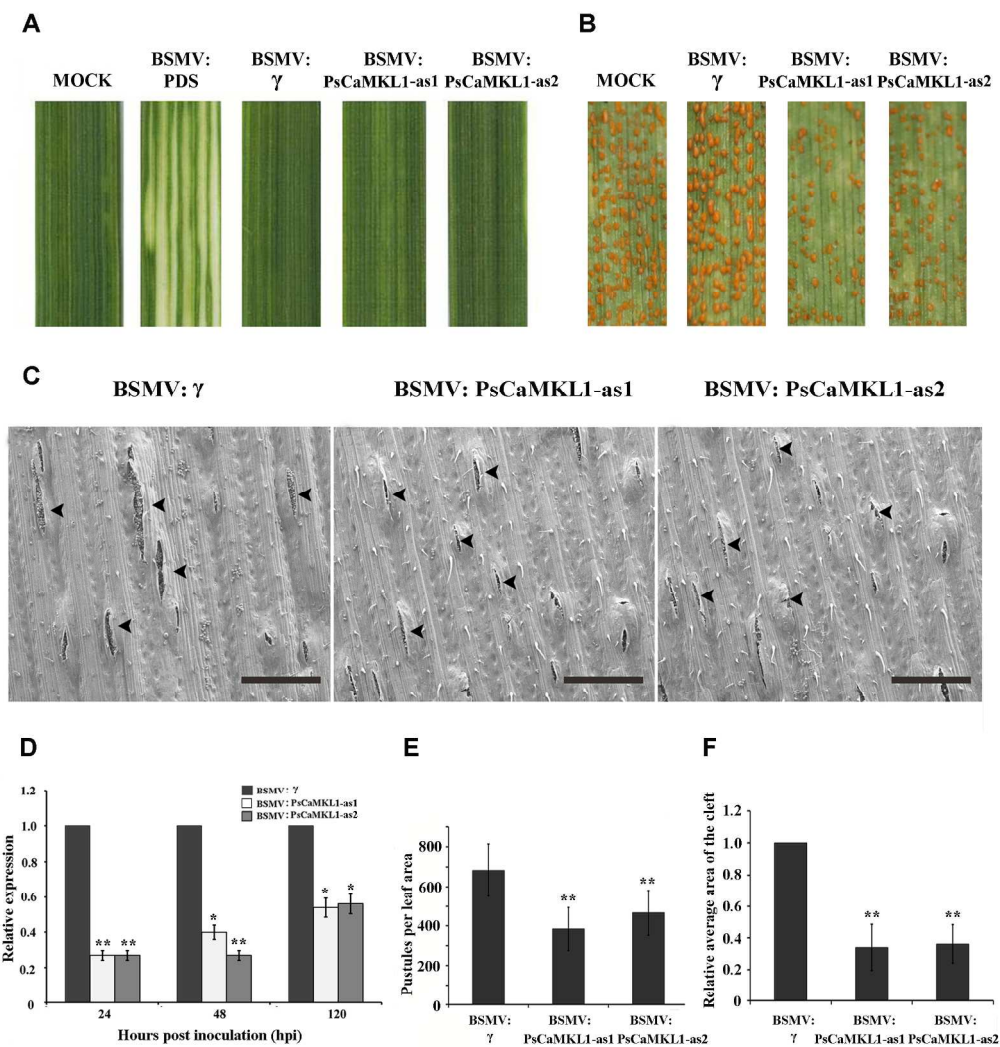 A
MOCK
BSMV:
PDS
BSMV:
γ
BSMV:
PsCaMKL1-as1
BSMV:
PsCaMKL1-as2
B
MOCK
BSMV:
γ
BSMV:
PsCaMKL1-as1
BSMV:
PsCaMKL1-as2
C
BSMV: γ
BSMV: PsCaMKL1-as1
BSMV: PsCaMKL1-as2
D
BSMV: γ
BSMV: PsCaMKL1-as1
BSMV: PsCaMKL1-as2
Relative expression
1.2
1.0
0.8
0.6
0.4
0.2
0
** **
* **
* *
24 48 120
Hours post inoculation (hpi)
E
Pustules per leaf area
800
600
400
200
0
**
**
BSMV:
γ
BSMV:
PsCaMKL1-as1
BSMV:
PsCaMKL1-as2
F
Relative average area of the cleft
1.2
1.0
0.8
0.6
0.4
0.2
0
**
**
BSMV:
γ
BSMV:
PsCaMKL1-as1
BSMV:
PsCaMKL1-as2